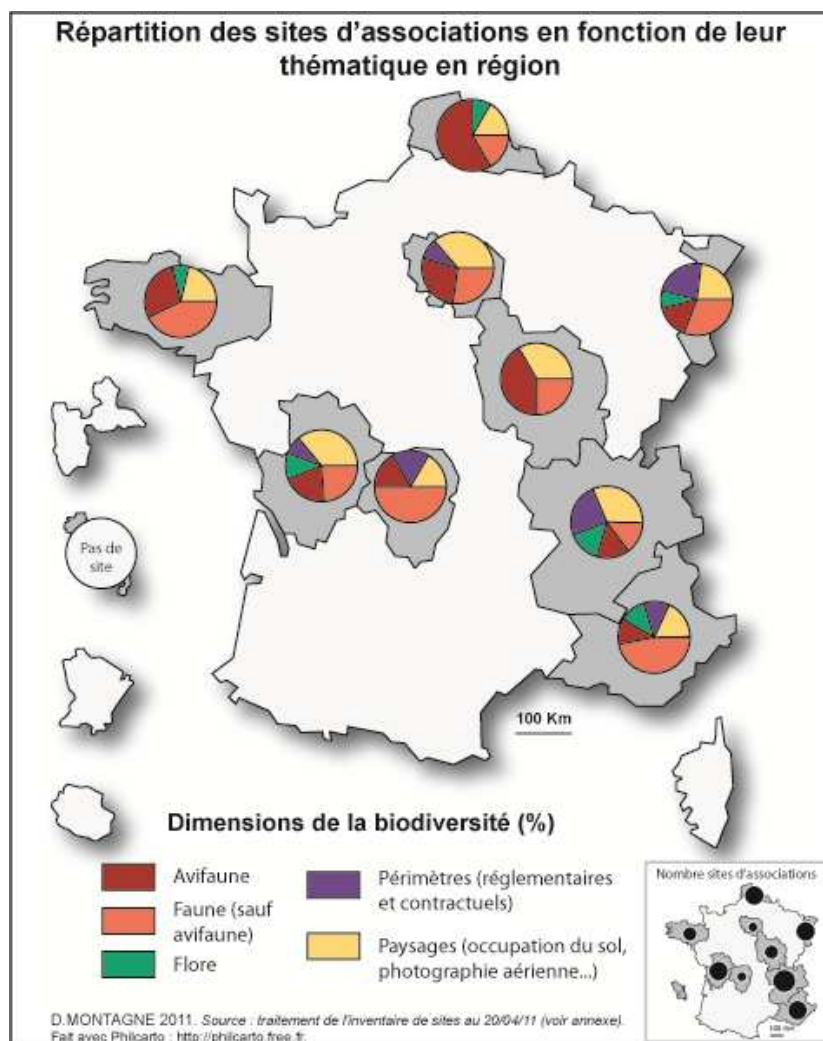 Répartition des sites d'associations en fonction de leur
thématique en région
Pas de
site
100 Km
Dimensions de la biodiversité (%)
Avifaune
Faune (sauf
avifaune)
Flore
Périmètres (réglementaires
et contractuels)
Paysages (occupation du sol,
photographie aérienne...)
Nombre sites d'associations
100 Km
D.MONTAGNE 2011. Source : traitement de l'inventaire de sites au 20/04/11 (voir annexe).
Fait avec Philcarto : http://philcarto.free.fr.